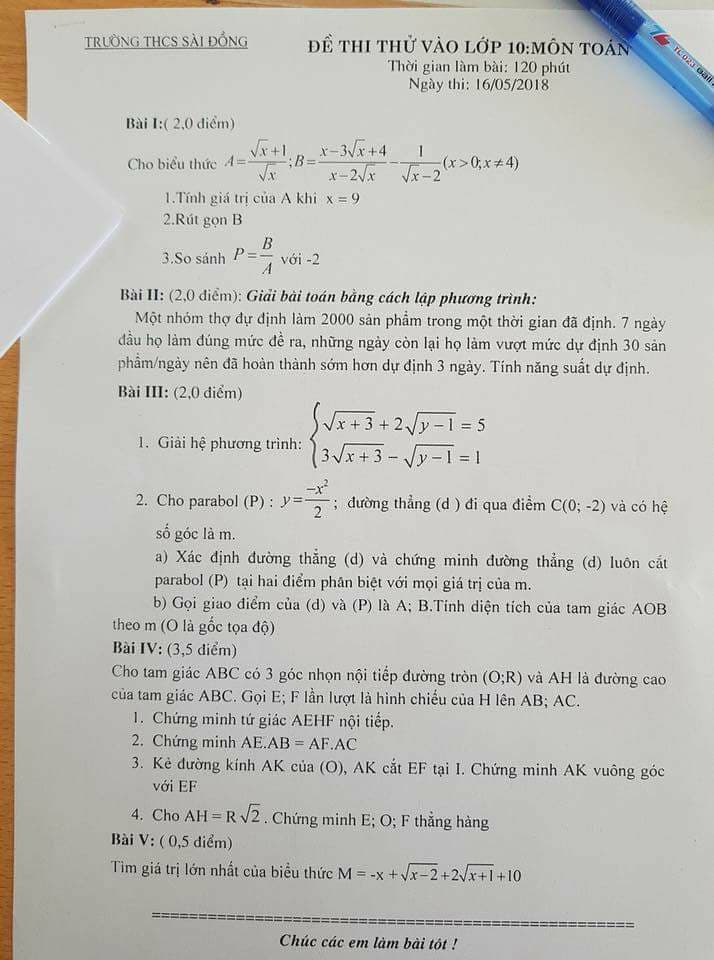 TRƯỜNG THCS SÀI ĐỒNG
ĐỀ THI THỬ VÀO LỚP 10:MÔN TOÁN
Thời gian làm bài: 120 phút
Ngày thi: 16/05/2018
TL 023
Bài I:( 2,0 điểm)
Cho biểu thức A = (√x+1)/√x ; B = (x−3√x+4)/(x−2√x) − 1/(√x−2) (x > 0; x ≠ 4)
1.Tính giá trị của A khi x = 9
2.Rút gọn B
3.So sánh P = B/A với -2
Bài II: (2,0 điểm): Giải bài toán bằng cách lập phương trình:
Một nhóm thợ dự định làm 2000 sản phẩm trong một thời gian đã định. 7 ngày
đầu họ làm đúng mức đề ra, những ngày còn lại họ làm vượt mức dự định 30 sản
phẩm/ngày nên đã hoàn thành sớm hơn dự định 3 ngày. Tính năng suất dự định.
Bài III: (2,0 điểm)
1. Giải hệ phương trình: { √(x+3) + 2√(y−1) = 5
3√(x+3) − √(y−1) = 1
2. Cho parabol (P) : y = −x²/2 ; đường thẳng (d ) đi qua điểm C(0; -2) và có hệ
số góc là m.
a) Xác định đường thẳng (d) và chứng minh đường thẳng (d) luôn cắt
parabol (P) tại hai điểm phân biệt với mọi giá trị của m.
b) Gọi giao điểm của (d) và (P) là A; B.Tính diện tích của tam giác AOB
theo m (O là gốc tọa độ)
Bài IV: (3,5 điểm)
Cho tam giác ABC có 3 góc nhọn nội tiếp đường tròn (O;R) và AH là đường cao
của tam giác ABC. Gọi E; F lần lượt là hình chiếu của H lên AB; AC.
1. Chứng minh tứ giác AEHF nội tiếp.
2. Chứng minh AE.AB = AF.AC
3. Kẻ đường kính AK của (O), AK cắt EF tại I. Chứng minh AK vuông góc
với EF
4. Cho AH = R√2 . Chứng minh E; O; F thẳng hàng
Bài V: ( 0,5 điểm)
Tìm giá trị lớn nhất của biểu thức M = -x + √(x−2) + 2√(x+1) + 10
Chúc các em làm bài tốt !